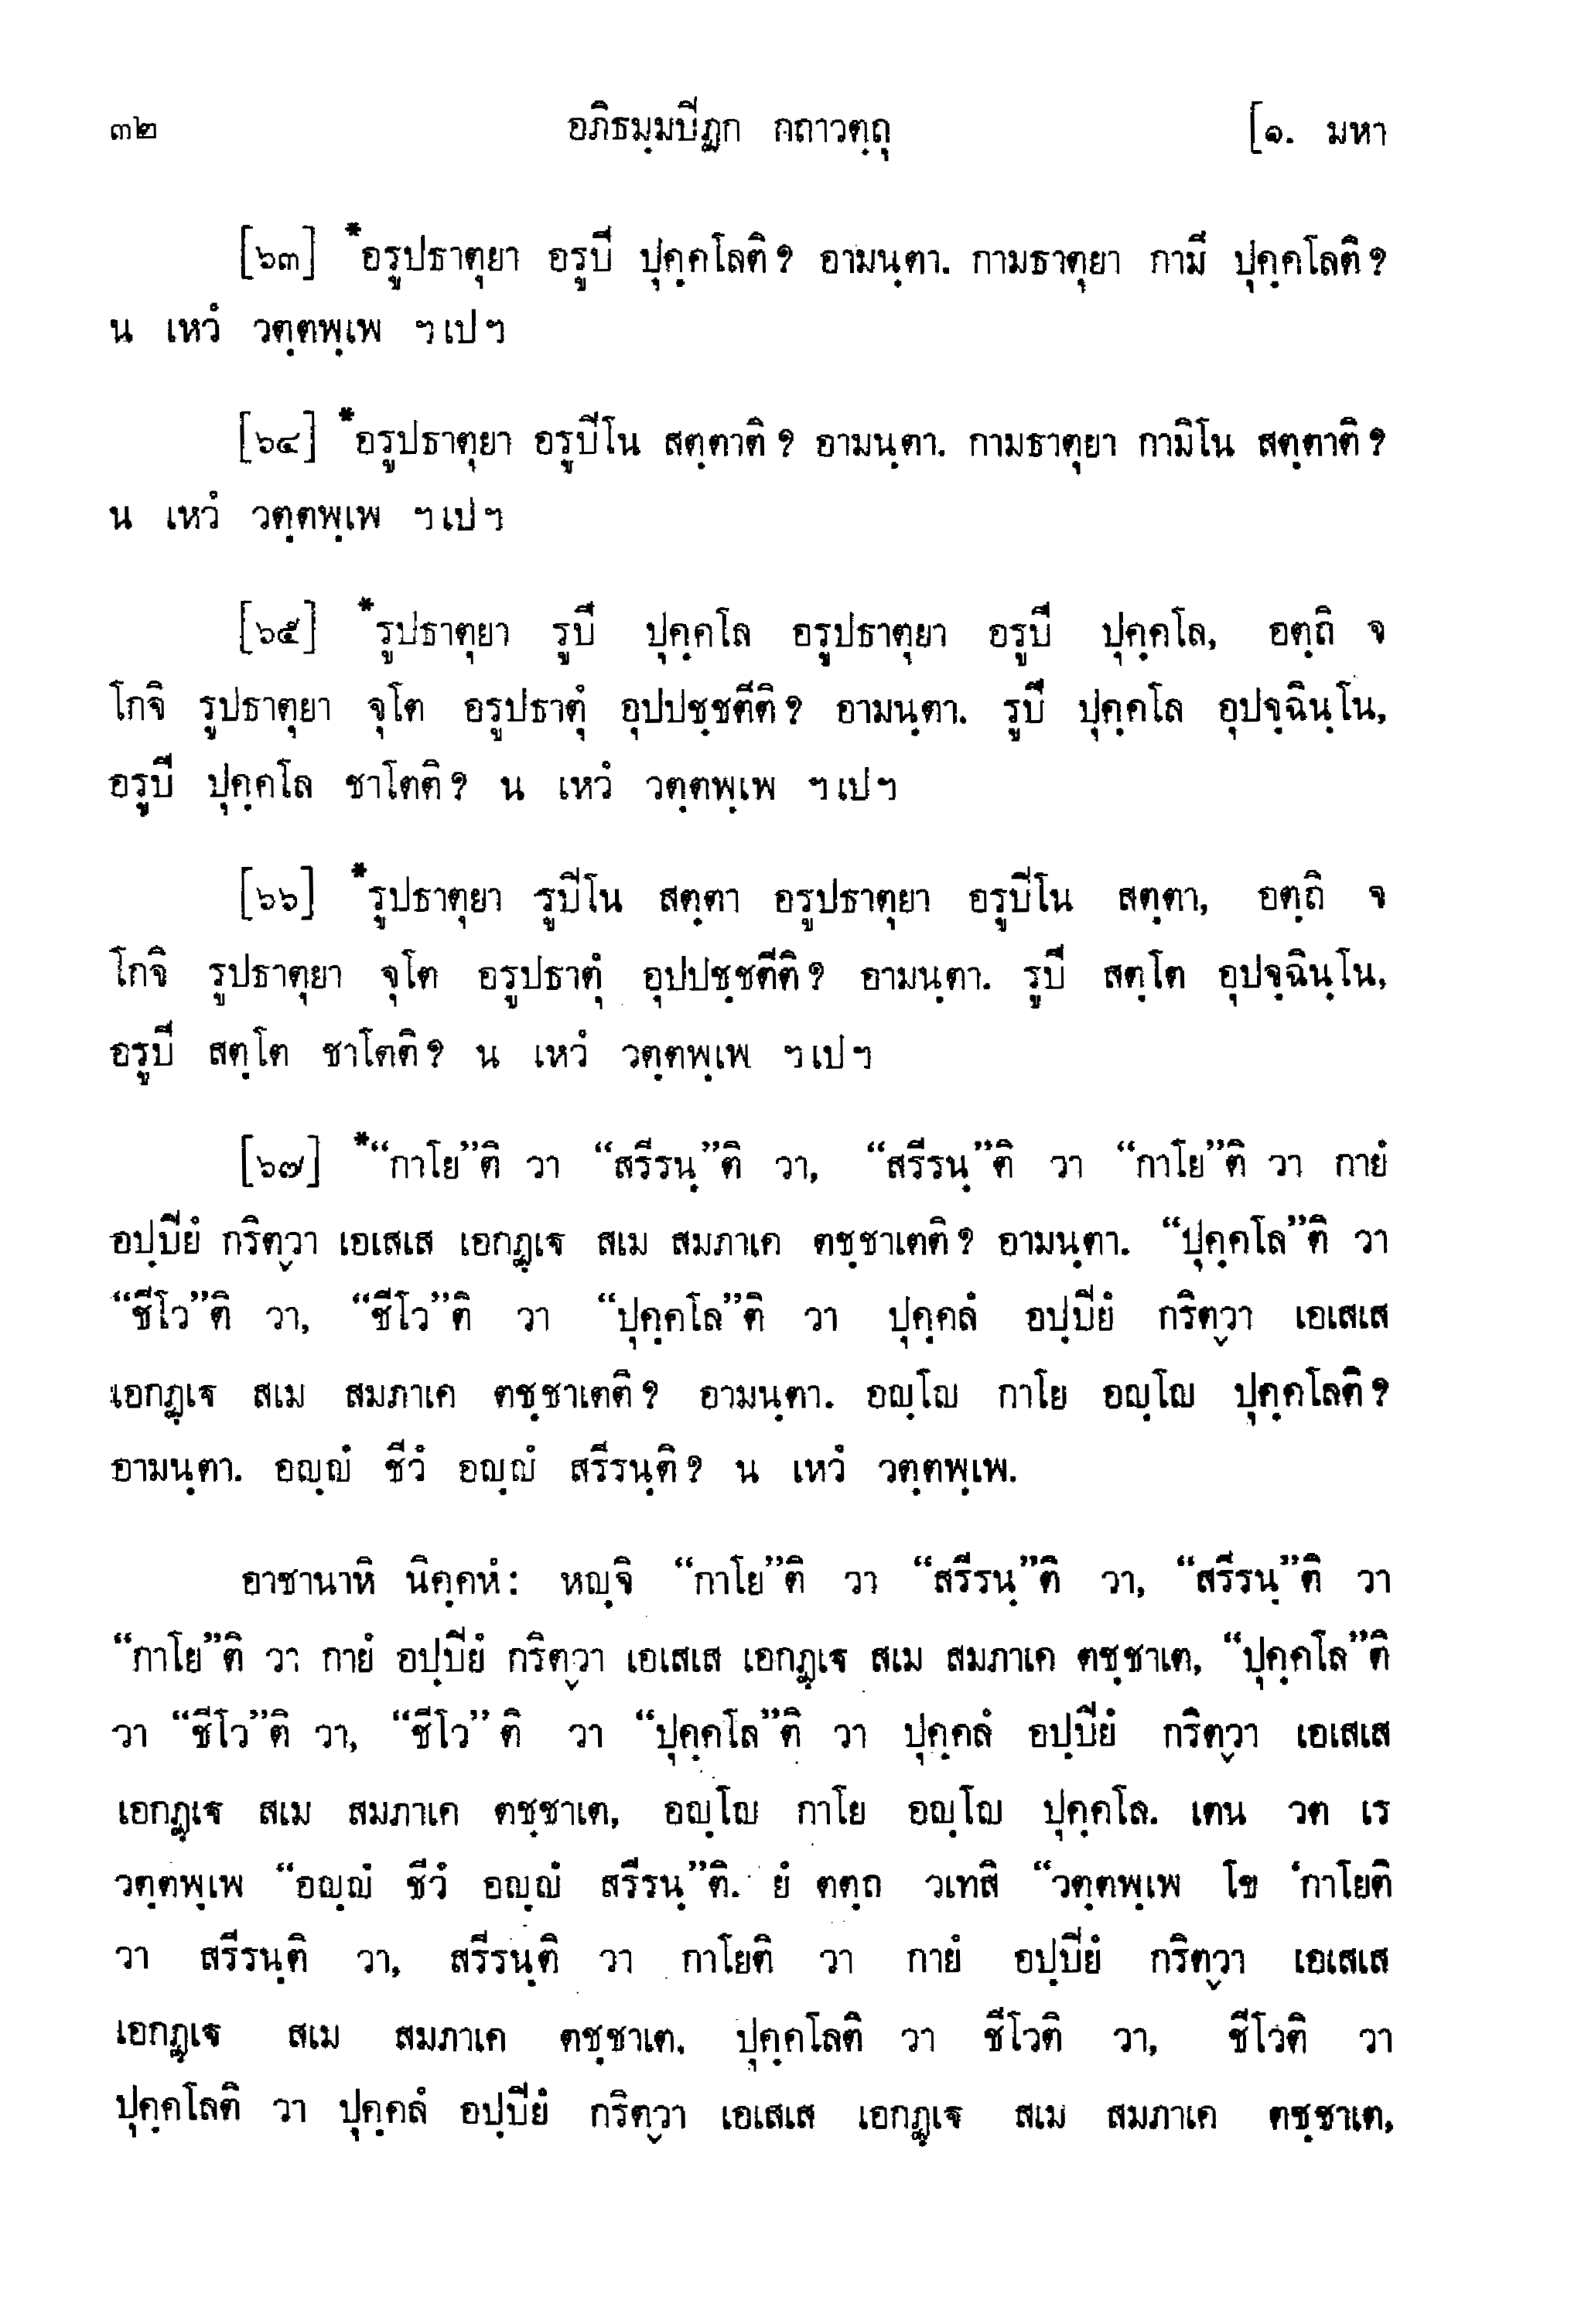 ๓๒ อภิธมฺมปีฏก กถาวตฺถุ [๑. มหา
[๖๓] *อรูปธาตุยา อรูปี ปุคฺคโลติ? อามนฺตา. กามธาตุยา กามี ปุคฺคโลติ?
น เหวํ วตฺตพฺเพ ฯเปฯ
[๖๔] *อรูปธาตุยา อรูปีโน สตฺตาติ? อามนฺตา. กามธาตุยา กามิโน สตฺตาติ?
น เหวํ วตฺตพฺเพ ฯเปฯ
[๖๕] *รูปธาตุยา รูปี ปุคฺคโล อรูปธาตุยา อรูปี ปุคฺคโล, อตฺถิ จ
โกจิ รูปธาตุยา จุโต อรูปธาตุํ อุปปชฺชตีติ? อามนฺตา. รูปี ปุคฺคโล อุปจฺฉินฺโน,
อรูปี ปุคฺคโล ชาโตติ? น เหวํ วตฺตพฺเพ ฯเปฯ
[๖๖] *รูปธาตุยา รูปีโน สตฺตา อรูปธาตุยา อรูปีโน สตฺตา, อตฺถิ จ
โกจิ รูปธาตุยา จุโต อรูปธาตุํ อุปปชฺชตีติ? อามนฺตา. รูปี สตฺโต อุปจฺฉินฺโน,
อรูปี สตฺโต ชาโตติ? น เหวํ วตฺตพฺเพ ฯเปฯ
[๖๗] *“กาโย”ติ วา “สรีรนฺ”ติ วา, “สรีรนฺ”ติ วา “กาโย”ติ วา กายํ
อปฺปียํ กริตฺวา เอเสเส เอกฏฺเฐ สเม สมภาเค ตชฺชาเตติ? อามนฺตา. “ปุคฺคโล”ติ วา
“ชีโว”ติ วา, “ชีโว”ติ วา “ปุคฺคโล”ติ วา ปุคฺคลํ อปฺปียํ กริตฺวา เอเสเส
เอกฏฺเฐ สเม สมภาเค ตชฺชาเตติ? อามนฺตา. อญฺโญ กาโย อญฺโญ ปุคฺคโลติ?
อามนฺตา. อญฺญํ ชีวํ อญฺญํ สรีรนฺติ? น เหวํ วตฺตพฺเพ.
อาชานาหิ นิคฺคหํ: หญฺจิ “กาโย”ติ วา “สรีรนฺ”ติ วา, “สรีรนฺ”ติ วา
“กาโย”ติ วา กายํ อปฺปียํ กริตฺวา เอเสเส เอกฏฺเฐ สเม สมภาเค ตชฺชาเต, “ปุคฺคโล”ติ
วา “ชีโว”ติ วา, “ชีโว”ติ วา “ปุคฺคโล”ติ วา ปุคฺคลํ อปฺปียํ กริตฺวา เอเสเส
เอกฏฺเฐ สเม สมภาเค ตชฺชาเต, อญฺโญ กาโย อญฺโญ ปุคฺคโล. เตน วต เร
วตฺตพฺเพ “อญฺญํ ชีวํ อญฺญํ สรีรนฺ”ติ. ยํ ตตฺถ วเทสิ “วตฺตพฺเพ โข ‘กาโยติ
วา สรีรนฺติ วา, สรีรนฺติ วา กาโยติ วา กายํ อปฺปียํ กริตฺวา เอเสเส
เอกฏฺเฐ สเม สมภาเค ตชฺชาเต, ปุคฺคโลติ วา ชีโวติ วา, ชีโวติ วา
ปุคฺคโลติ วา ปุคฺคลํ อปฺปียํ กริตฺวา เอเสเส เอกฏฺเฐ สเม สมภาเค ตชฺชาเต,